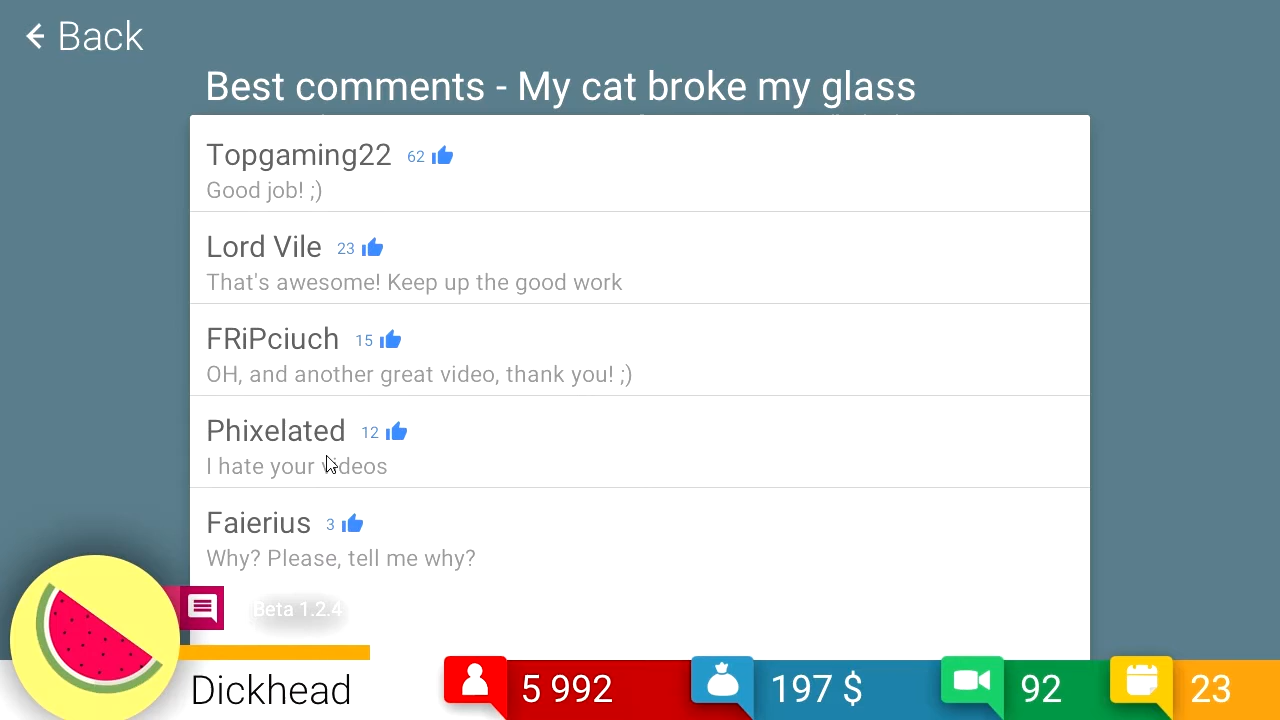 Back
Best comments - My cat broke my glass
Topgaming22 62
Good job! ;)
Lord Vile 23
That's awesome! Keep up the good work
FRiPciuch 15
OH, and another great video, thank you! ;)
Phixelated 12
I hate your videos
Faierius 3
Why? Please, tell me why?
Beta 1.2.4
Dickhead
5 992
197 $
92
23